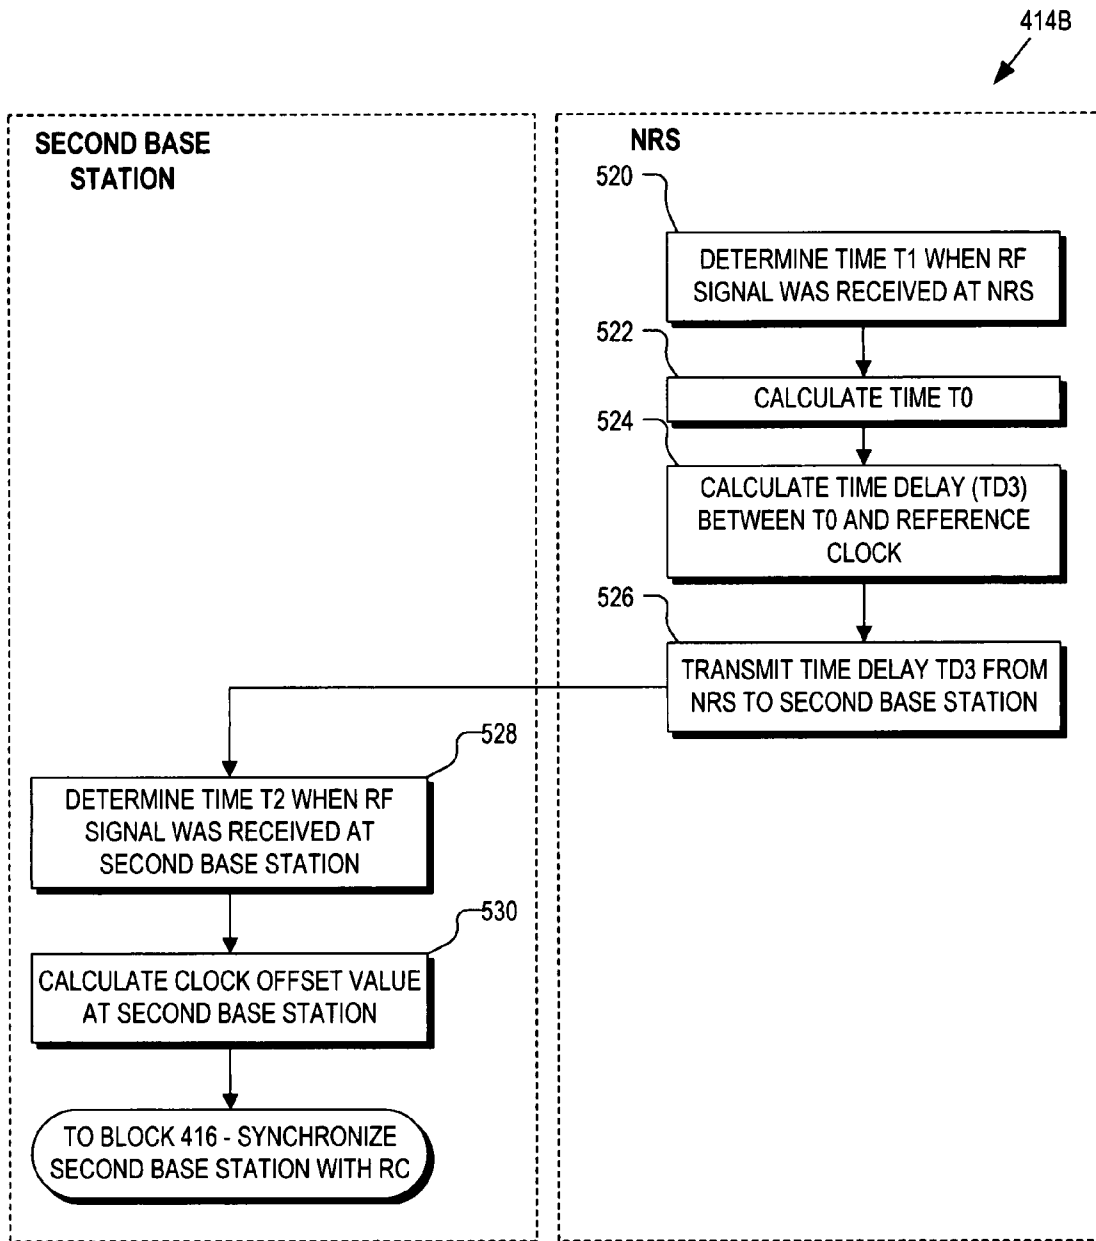 414B
SECOND BASE
STATION
NRS
520
DETERMINE TIME T1 WHEN RF
SIGNAL WAS RECEIVED AT NRS
522
CALCULATE TIME T0
524
CALCULATE TIME DELAY (TD3)
BETWEEN T0 AND REFERENCE
CLOCK
526
TRANSMIT TIME DELAY TD3 FROM
NRS TO SECOND BASE STATION
528
DETERMINE TIME T2 WHEN RF
SIGNAL WAS RECEIVED AT
SECOND BASE STATION
530
CALCULATE CLOCK OFFSET VALUE
AT SECOND BASE STATION
TO BLOCK 416 - SYNCHRONIZE
SECOND BASE STATION WITH RC